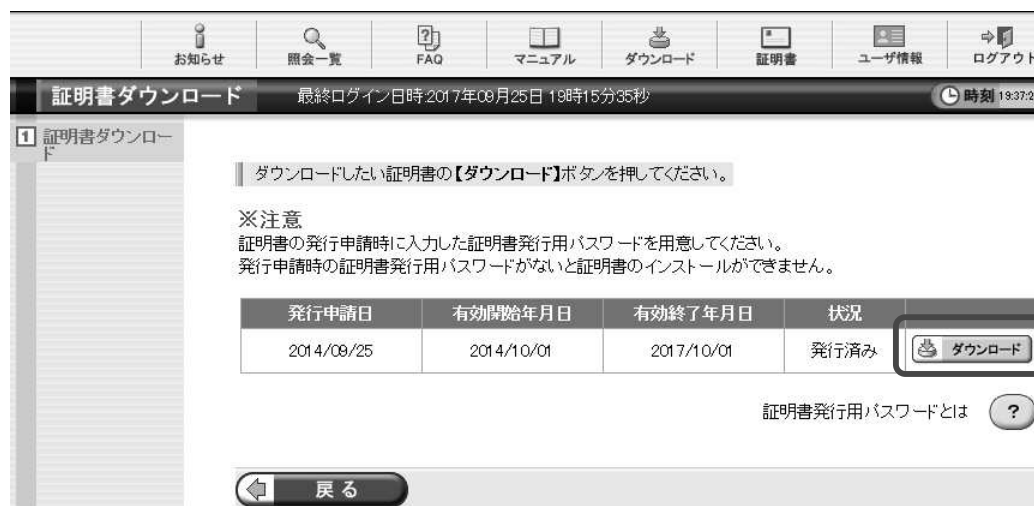 お知らせ 照会一覧 FAQ マニュアル ダウンロード 証明書 ユーザ情報 ログアウト
証明書ダウンロード 最終ログイン日時:2017年09月25日 19時15分35秒 時刻 19:37:2
1 証明書ダウンロー
ド
ダウンロードしたい証明書の【ダウンロード】ボタンを押してください。
※注意
証明書の発行申請時に入力した証明書発行用パスワードを用意してください。
発行申請時の証明書発行用パスワードがないと証明書のインストールができません。
発行申請日 有効開始年月日 有効終了年月日 状況
2014/09/25 2014/10/01 2017/10/01 発行済み ダウンロード
証明書発行用パスワードとは ?
戻る